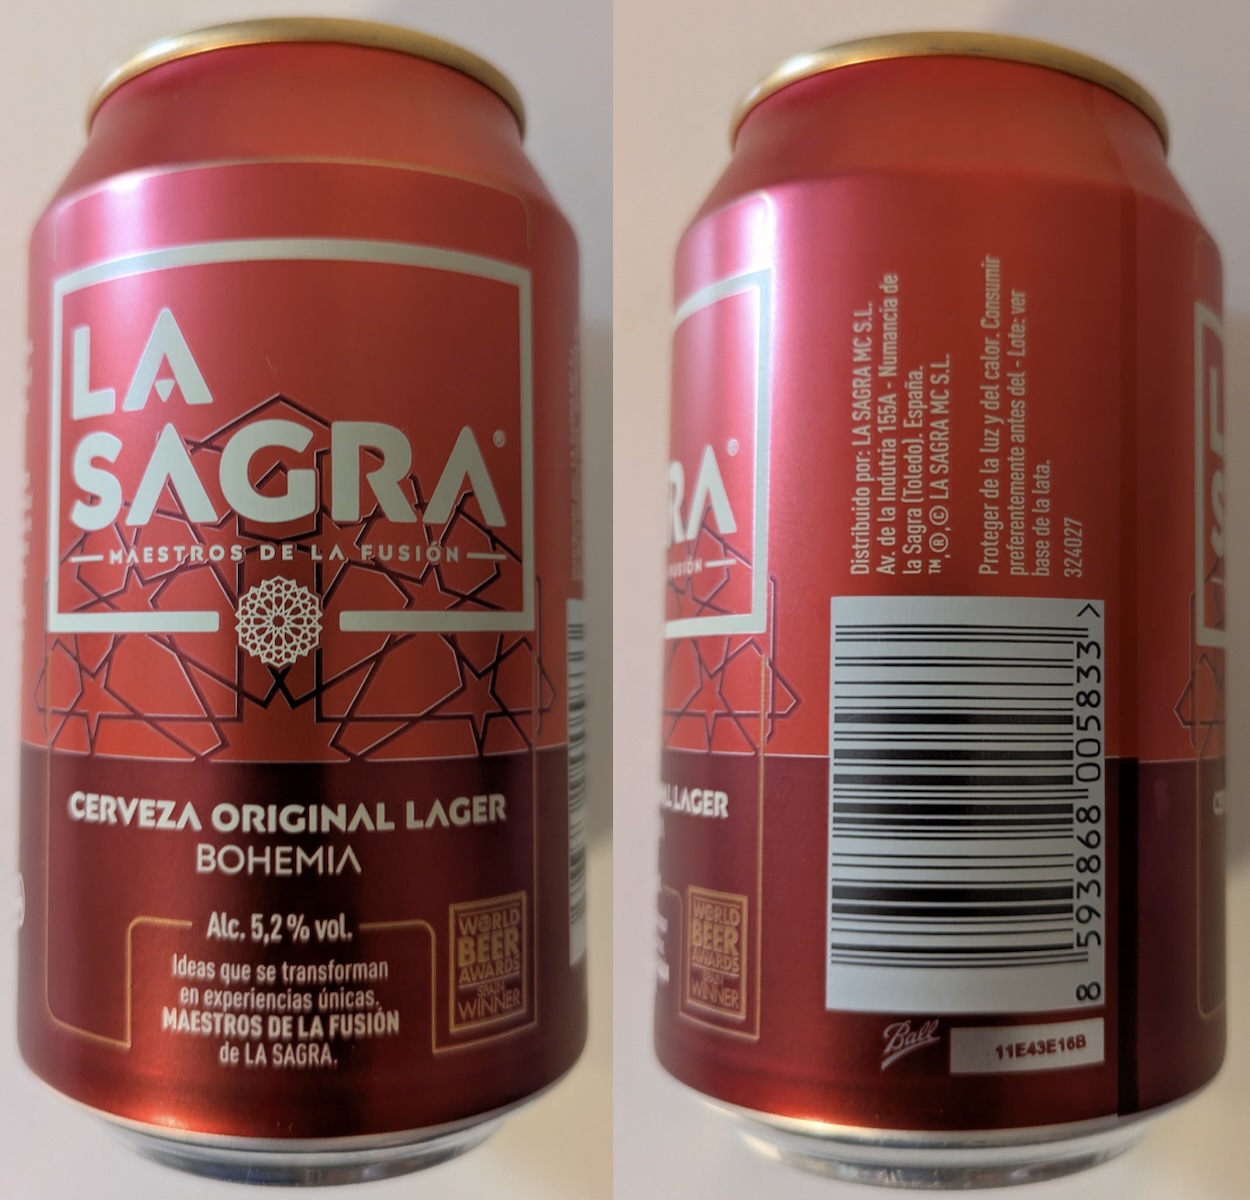 LA
SAGRA®
MAESTROS DE LA FUSIÓN
CERVEZA ORIGINAL LAGER
BOHEMIA
Alc. 5,2 % vol.
Ideas que se transforman
en experiencias únicas.
MAESTROS DE LA FUSIÓN
de LA SAGRA.
WORLD
BEER
AWARDS
SPAIN
WINNER
RA®
FUSIÓN
LAGER
WORLD
BEER
AWARDS
SPAIN
WINNER
Distribuido por: LA SAGRA MC S.L.
Av. de la Indutria 155A - Numancia de
la Sagra (Toledo). España.
TM, ®, © LA SAGRA MC S.L.
Proteger de la luz y del calor. Consumir
preferentemente antes del - Lote: ver
base de la lata.
324027
8 593868 005833 >
Ball
11E43E16B